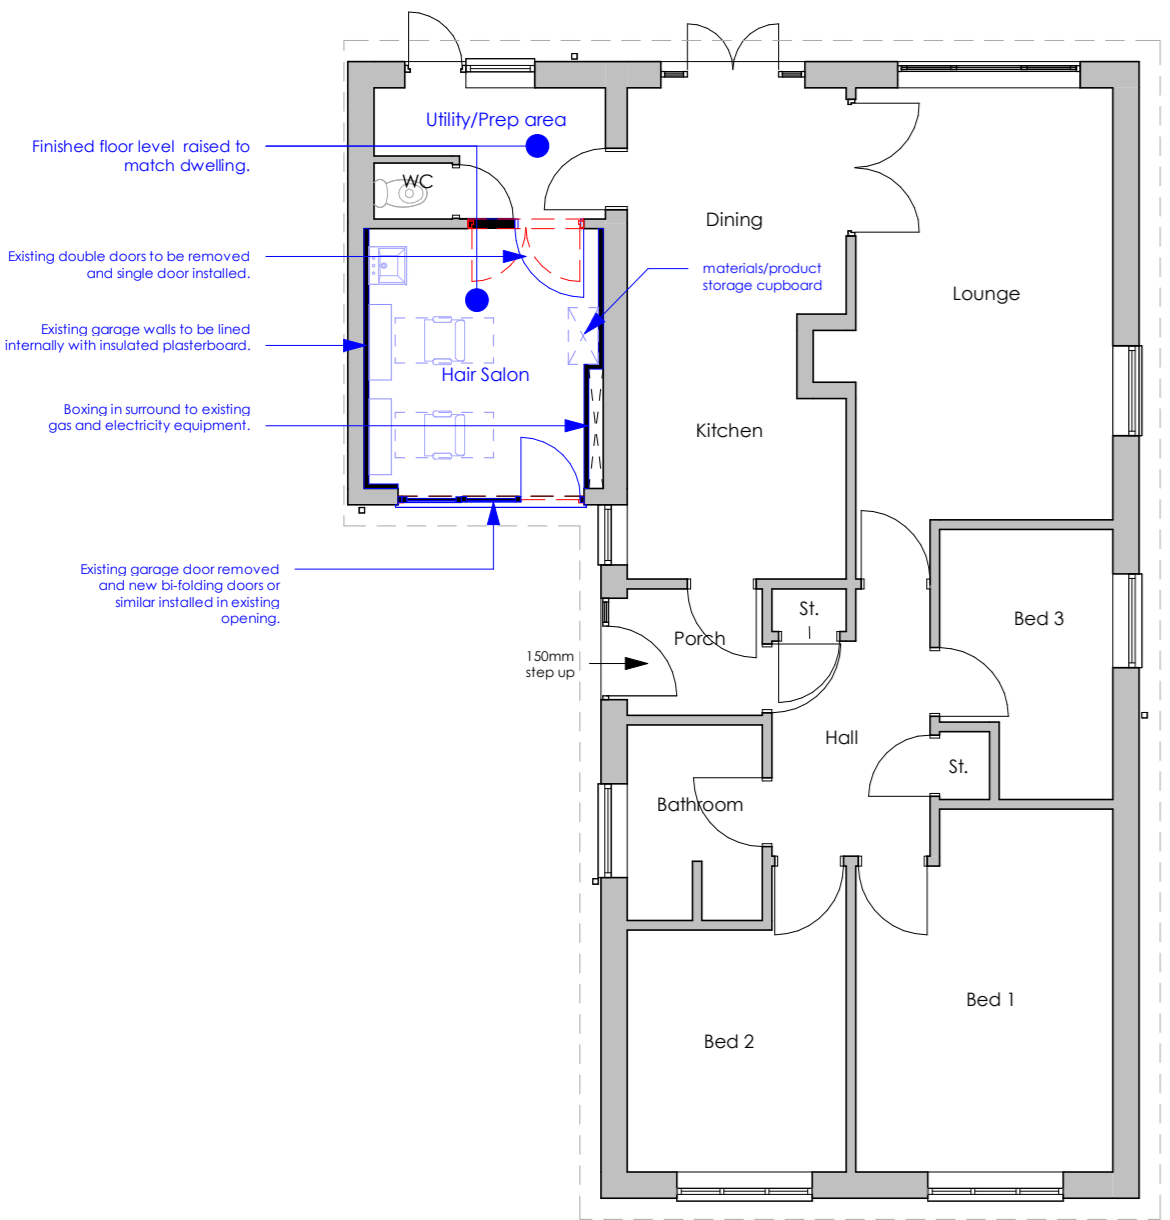 Utility/Prep area
Finished floor level raised to
match dwelling.
WC
Dining
Existing double doors to be removed
and single door installed.
materials/product
storage cupboard
Lounge
Existing garage walls to be lined
internally with insulated plasterboard.
Hair Salon
Boxing in surround to existing
gas and electricity equipment.
Kitchen
Existing garage door removed
and new bi-folding doors or
similar installed in existing
opening.
St.
Bed 3
Porch
150mm
step up
Hall
St.
Bathroom
Bed 1
Bed 2